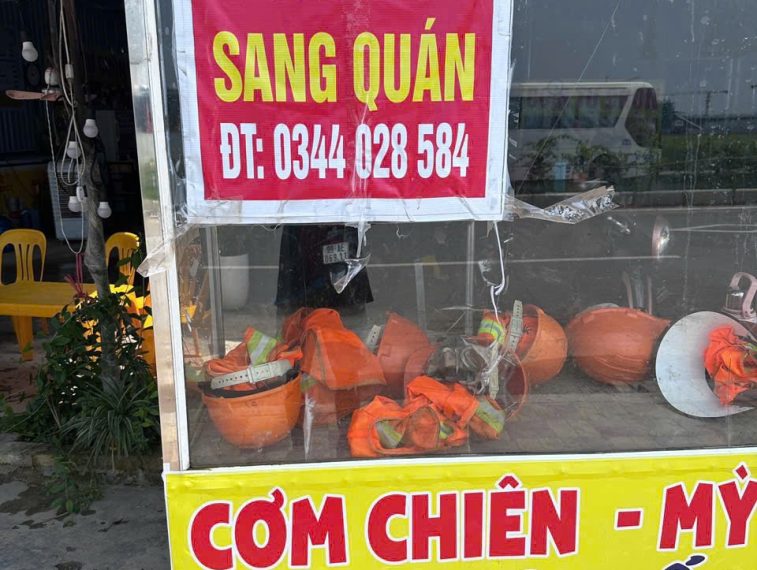 SANG QUÁN
ĐT: 0344 028 584
CƠM CHIÊN - MỲ